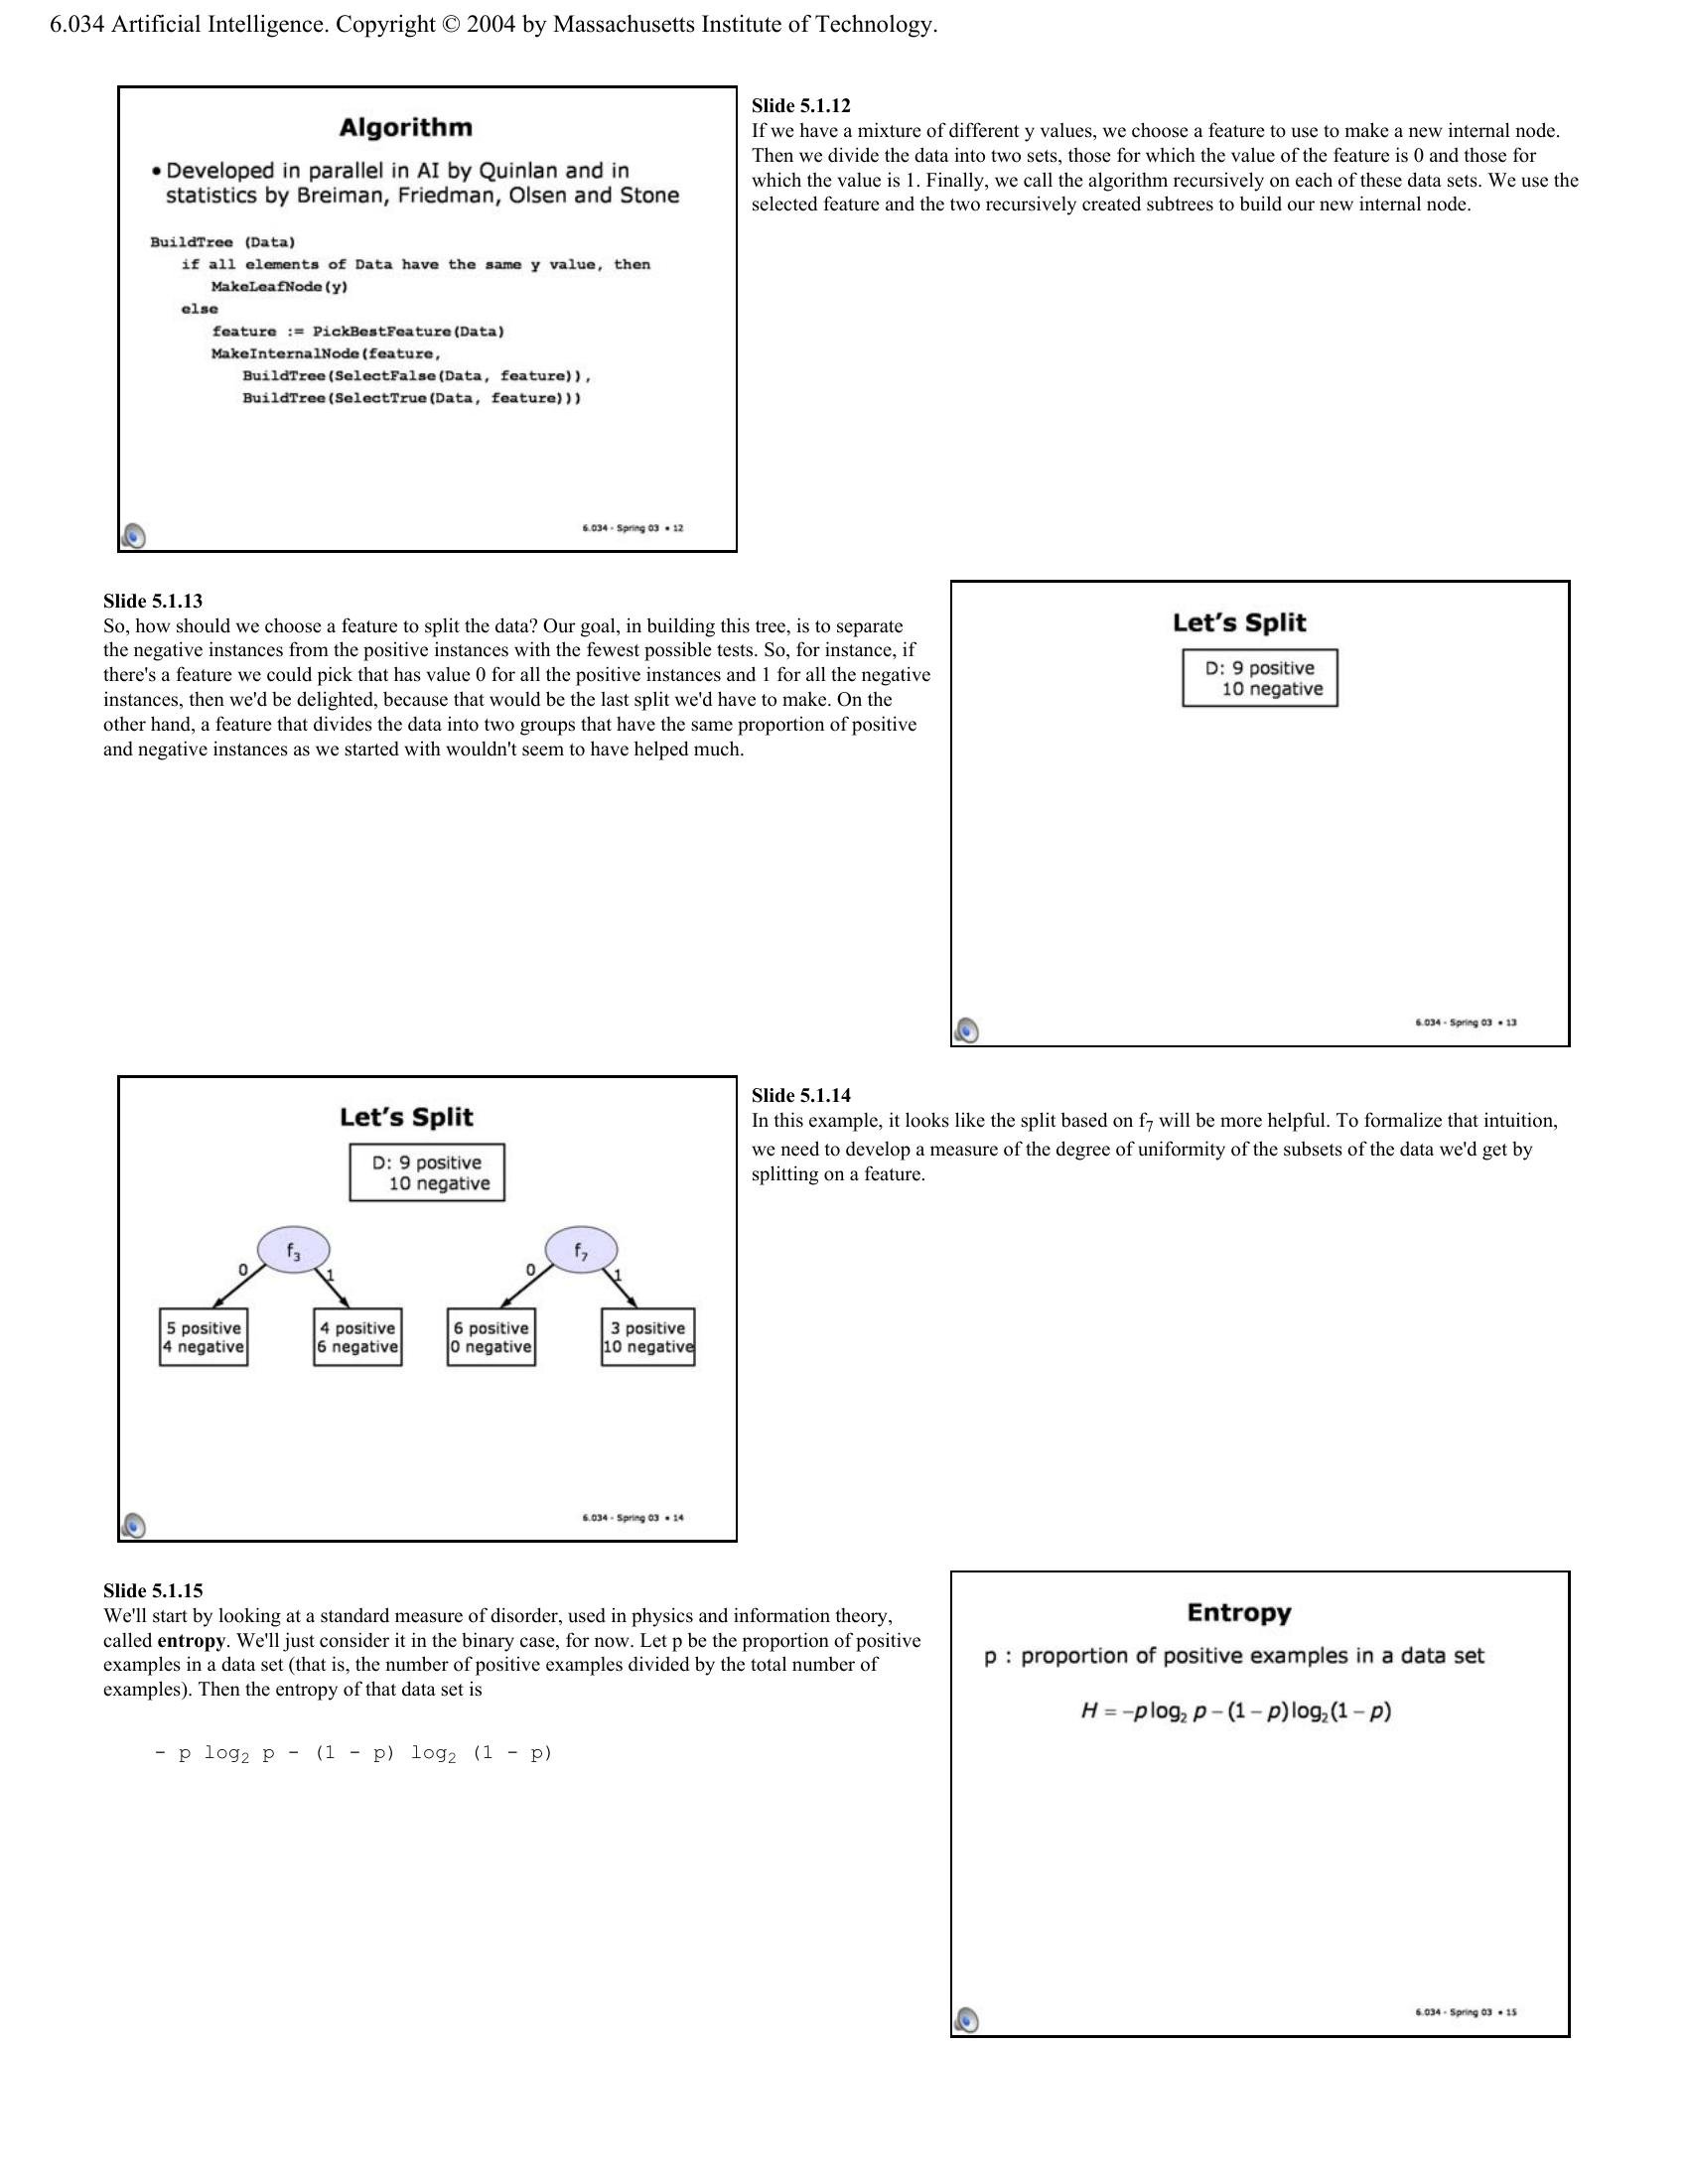 6.034 Artificial Intelligence. Copyright © 2004 by Massachusetts Institute of Technology.
Algorithm
• Developed in parallel in AI by Quinlan and in
statistics by Breiman, Friedman, Olsen and Stone
BuildTree (Data)
if all elements of Data have the same y value, then
MakeLeafNode(y)
else
feature := PickBestFeature(Data)
MakeInternalNode(feature,
BuildTree(SelectFalse(Data, feature)),
BuildTree(SelectTrue(Data, feature)))
6.034 - Spring 03 • 12
Slide 5.1.12
If we have a mixture of different y values, we choose a feature to use to make a new internal node.
Then we divide the data into two sets, those for which the value of the feature is 0 and those for
which the value is 1. Finally, we call the algorithm recursively on each of these data sets. We use the
selected feature and the two recursively created subtrees to build our new internal node.
Slide 5.1.13
So, how should we choose a feature to split the data? Our goal, in building this tree, is to separate
the negative instances from the positive instances with the fewest possible tests. So, for instance, if
there's a feature we could pick that has value 0 for all the positive instances and 1 for all the negative
instances, then we'd be delighted, because that would be the last split we'd have to make. On the
other hand, a feature that divides the data into two groups that have the same proportion of positive
and negative instances as we started with wouldn't seem to have helped much.
Let's Split
D: 9 positive
10 negative
6.034 - Spring 03 • 13
Let's Split
D: 9 positive
10 negative
f₃ f₇
0 1 0 1
5 positive 4 positive 6 positive 3 positive
4 negative 6 negative 0 negative 10 negative
6.034 - Spring 03 • 14
Slide 5.1.14
In this example, it looks like the split based on f₇ will be more helpful. To formalize that intuition,
we need to develop a measure of the degree of uniformity of the subsets of the data we'd get by
splitting on a feature.
Slide 5.1.15
We'll start by looking at a standard measure of disorder, used in physics and information theory,
called entropy. We'll just consider it in the binary case, for now. Let p be the proportion of positive
examples in a data set (that is, the number of positive examples divided by the total number of
examples). Then the entropy of that data set is
- p log₂ p - (1 - p) log₂ (1 - p)
Entropy
p : proportion of positive examples in a data set
H = −p log₂ p − (1 − p) log₂(1 − p)
6.034 - Spring 03 • 15